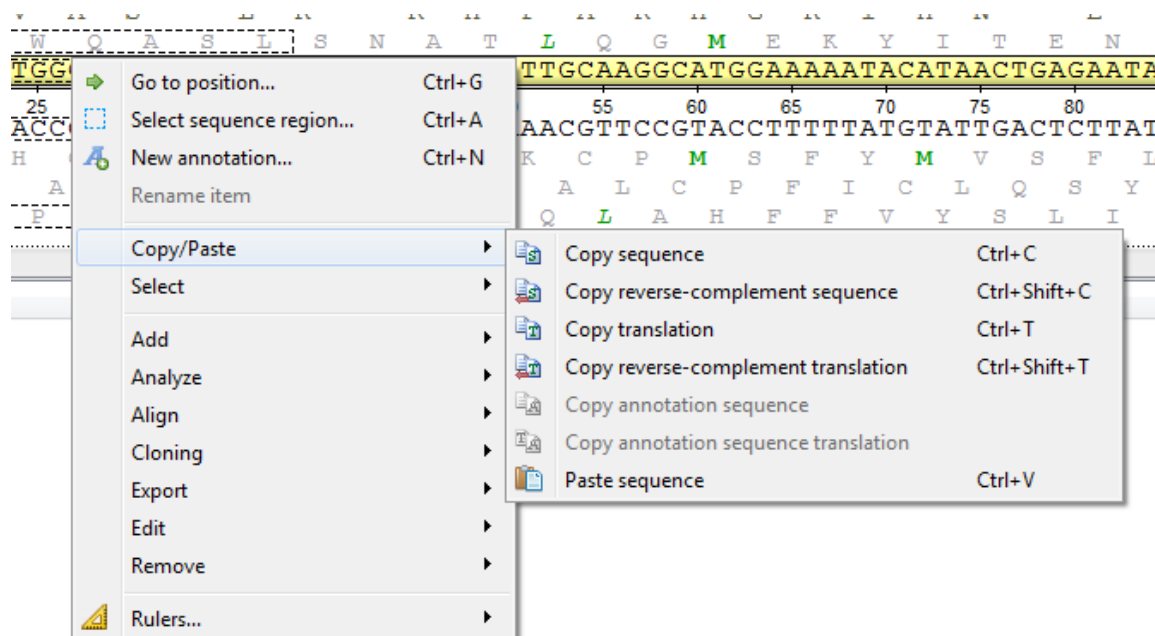 W Q A S L S N A T L Q G M E K Y I T E N
TGG TTGCAAGGCATGGAAAAATACATAACTGAGAATA
25 55 60 65 70 75 80
ACC AACGTTCCGTACCTTTTTATGTATTGACTCTTAT
H K C P M S F Y M V S F
A A L C P F I C L Q S Y
P Q L A H F F V Y S L I
Go to position... Ctrl+G
Select sequence region... Ctrl+A
New annotation... Ctrl+N
Rename item
Copy/Paste
Select
Add
Analyze
Align
Cloning
Export
Edit
Remove
Rulers...
Copy sequence Ctrl+C
Copy reverse-complement sequence Ctrl+Shift+C
Copy translation Ctrl+T
Copy reverse-complement translation Ctrl+Shift+T
Copy annotation sequence
Copy annotation sequence translation
Paste sequence Ctrl+V